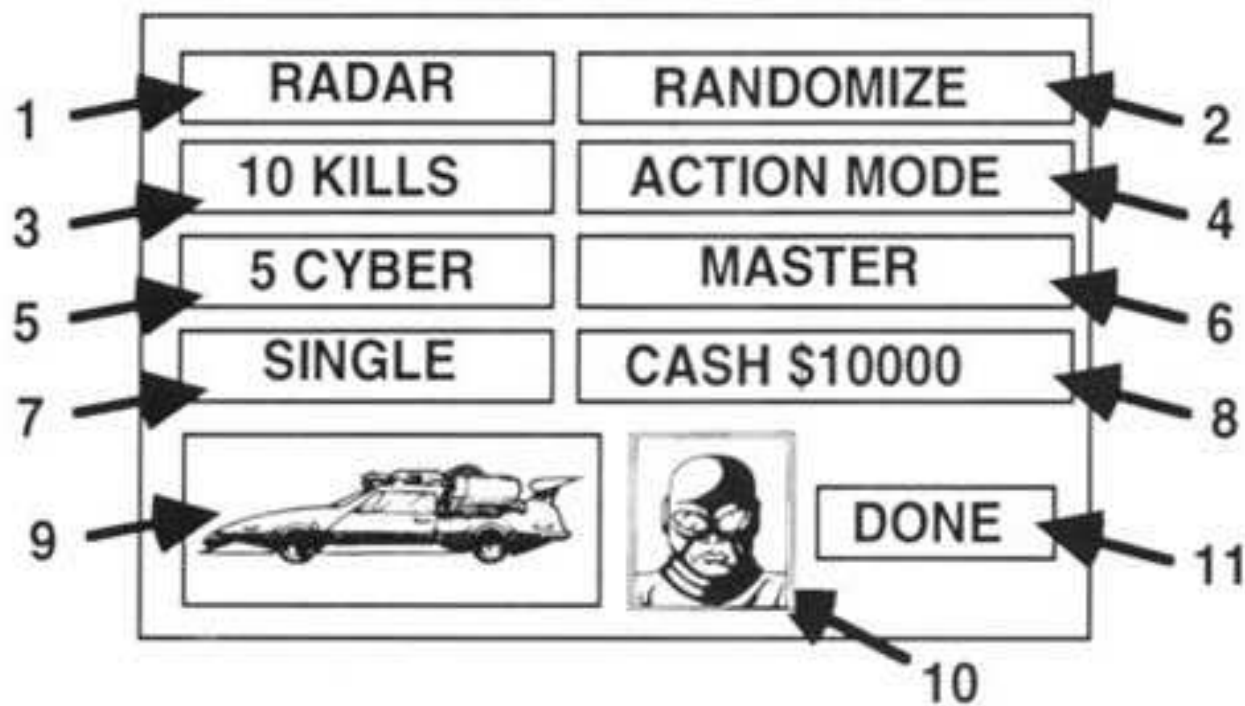 1 RADAR RANDOMIZE 2
3 10 KILLS ACTION MODE 4
5 5 CYBER MASTER 6
7 SINGLE CASH $10000 8
9 DONE 11
10